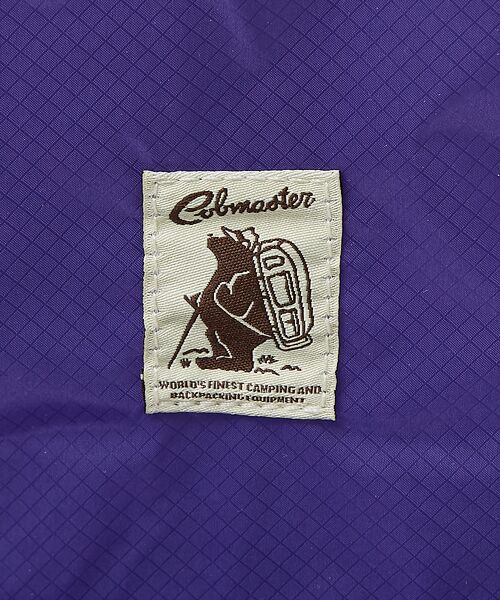 Cobmaster
WORLD'S FINEST CAMPING AND
BACKPACKING EQUIPMENT